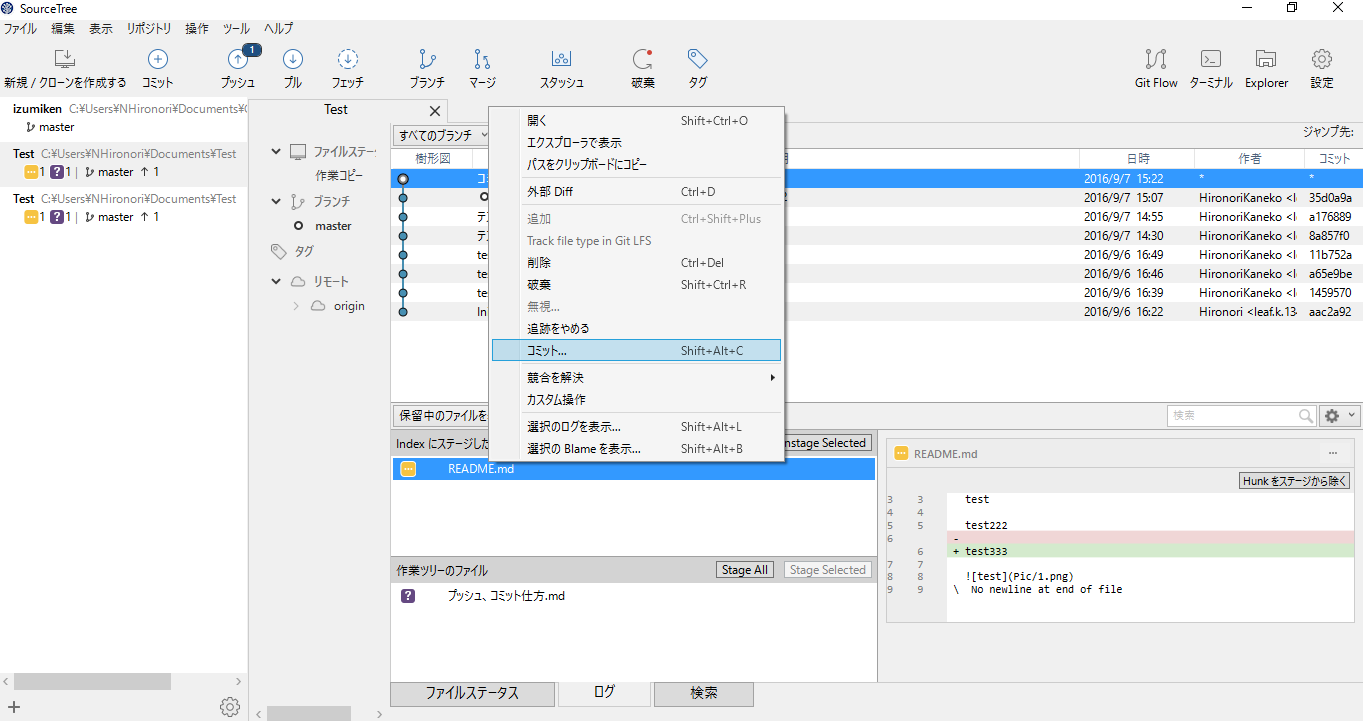 SourceTree
ファイル 編集 表示 リポジトリ 操作 ツール ヘルプ
1
新規 / クローンを作成する コミット プッシュ プル フェッチ ブランチ マージ スタッシュ 破棄 タグ Git Flow ターミナル Explorer 設定
izumiken C:¥Users¥NHironori¥Documents¥
master
Test C:¥Users¥NHironori¥Documents¥Test
1 ? 1 | master ↑ 1
Test C:¥Users¥NHironori¥Documents¥Test
1 ? 1 | master ↑ 1
Test
ファイルステー
作業コピー
ブランチ
master
タグ
リモート
origin
すべてのブランチ
ジャンプ先:
樹形図 日時 作者 コミット
2016/9/7 15:22 * *
2016/9/7 15:07 HironoriKaneko <l 35d0a9a
2016/9/7 14:55 HironoriKaneko <l a176889
2016/9/7 14:30 HironoriKaneko <l 8a857f0
te 2016/9/6 16:49 HironoriKaneko <l 11b752a
te 2016/9/6 16:46 HironoriKaneko <l a65e9be
te 2016/9/6 16:39 HironoriKaneko <l 1459570
In 2016/9/6 16:22 Hironori <leaf.k.13 aac2a92
開く Shift+Ctrl+O
エクスプローラで表示
パスをクリップボードにコピー
外部 Diff Ctrl+D
追加 Ctrl+Shift+Plus
Track file type in Git LFS
削除 Ctrl+Del
破棄 Shift+Ctrl+R
無視...
追跡をやめる
コミット... Shift+Alt+C
競合を解決
カスタム操作
選択のログを表示... Shift+Alt+L
選択の Blame を表示... Shift+Alt+B
保留中のファイルを
検索
Index にステージした nstage Selected
README.md
作業ツリーのファイル Stage All Stage Selected
? プッシュ、コミット仕方.md
README.md ...
Hunk をステージから除く
3 3 test
4 4
5 5 test222
6 -
6 + test333
7 7
8 8 ![test](Pic/1.png)
9 9 \ No newline at end of file
ファイルステータス ログ 検索